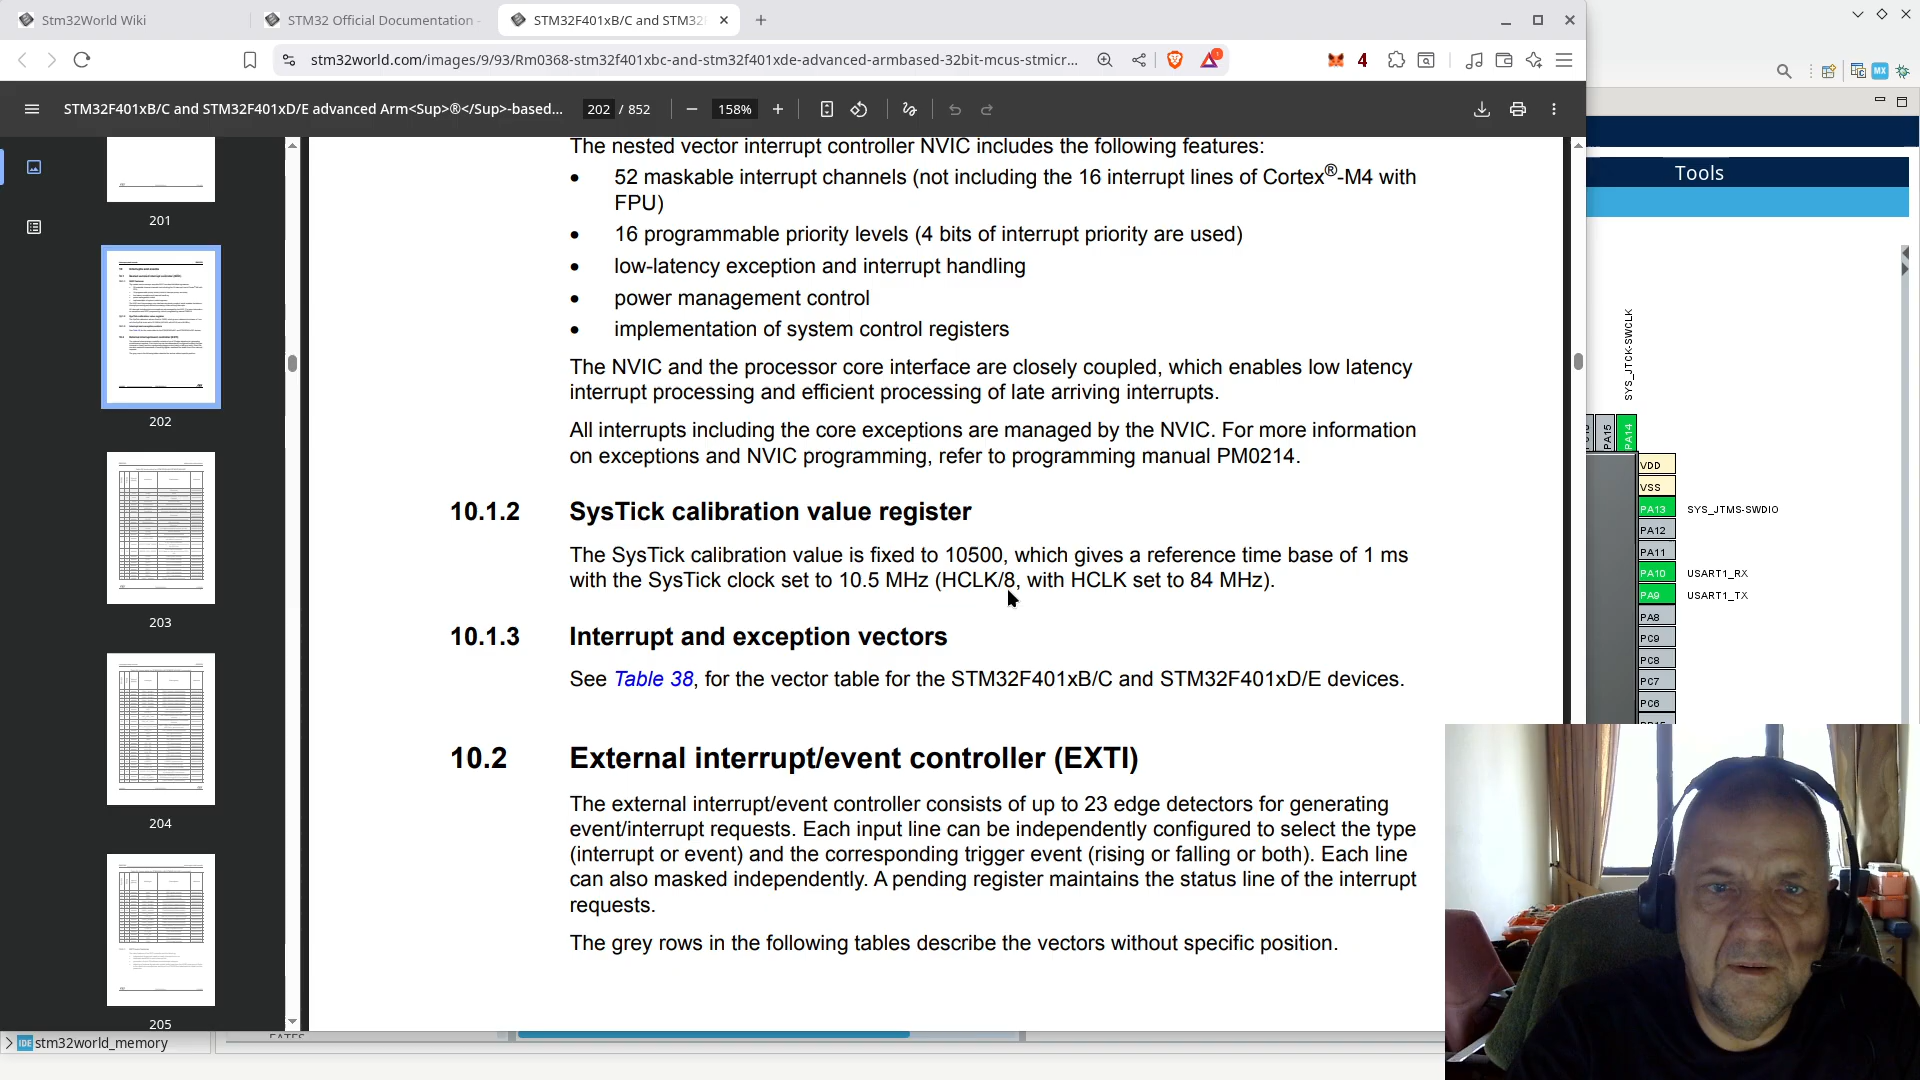 Stm32World Wiki
STM32 Official Documentation -
STM32F401xB/C and STM32
stm32world.com/images/9/93/Rm0368-stm32f401xbc-and-stm32f401xde-advanced-armbased-32bit-mcus-stmicr...
4
1
MX
STM32F401xB/C and STM32F401xD/E advanced Arm<Sup>®</Sup>-based...
202 / 852
158%
Tools
201
202
203
204
205
The nested vector interrupt controller NVIC includes the following features:
• 52 maskable interrupt channels (not including the 16 interrupt lines of Cortex®-M4 with
FPU)
• 16 programmable priority levels (4 bits of interrupt priority are used)
• low-latency exception and interrupt handling
• power management control
• implementation of system control registers
The NVIC and the processor core interface are closely coupled, which enables low latency
interrupt processing and efficient processing of late arriving interrupts.
All interrupts including the core exceptions are managed by the NVIC. For more information
on exceptions and NVIC programming, refer to programming manual PM0214.
10.1.2 SysTick calibration value register
The SysTick calibration value is fixed to 10500, which gives a reference time base of 1 ms
with the SysTick clock set to 10.5 MHz (HCLK/8, with HCLK set to 84 MHz).
10.1.3 Interrupt and exception vectors
See Table 38, for the vector table for the STM32F401xB/C and STM32F401xD/E devices.
10.2 External interrupt/event controller (EXTI)
The external interrupt/event controller consists of up to 23 edge detectors for generating
event/interrupt requests. Each input line can be independently configured to select the type
(interrupt or event) and the corresponding trigger event (rising or falling or both). Each line
can also masked independently. A pending register maintains the status line of the interrupt
requests.
The grey rows in the following tables describe the vectors without specific position.
SYS_JTCK-SWCLK
PA15
PA14
VDD
VSS
PA13 SYS_JTMS-SWDIO
PA12
PA11
PA10 USART1_RX
PA9 USART1_TX
PA8
PC9
PC8
PC7
PC6
IDE stm32world_memory